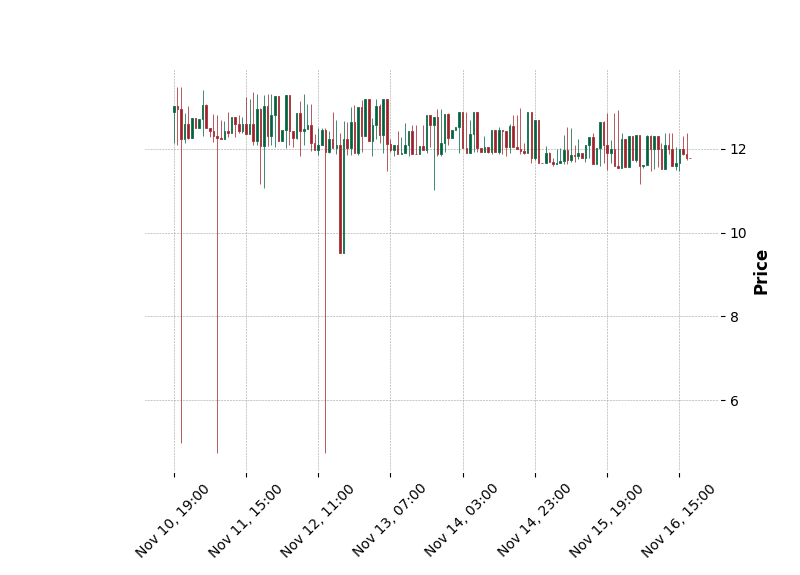 12
10
8
6
Price
Nov 10, 19:00
Nov 11, 15:00
Nov 12, 11:00
Nov 13, 07:00
Nov 14, 03:00
Nov 14, 23:00
Nov 15, 19:00
Nov 16, 15:00